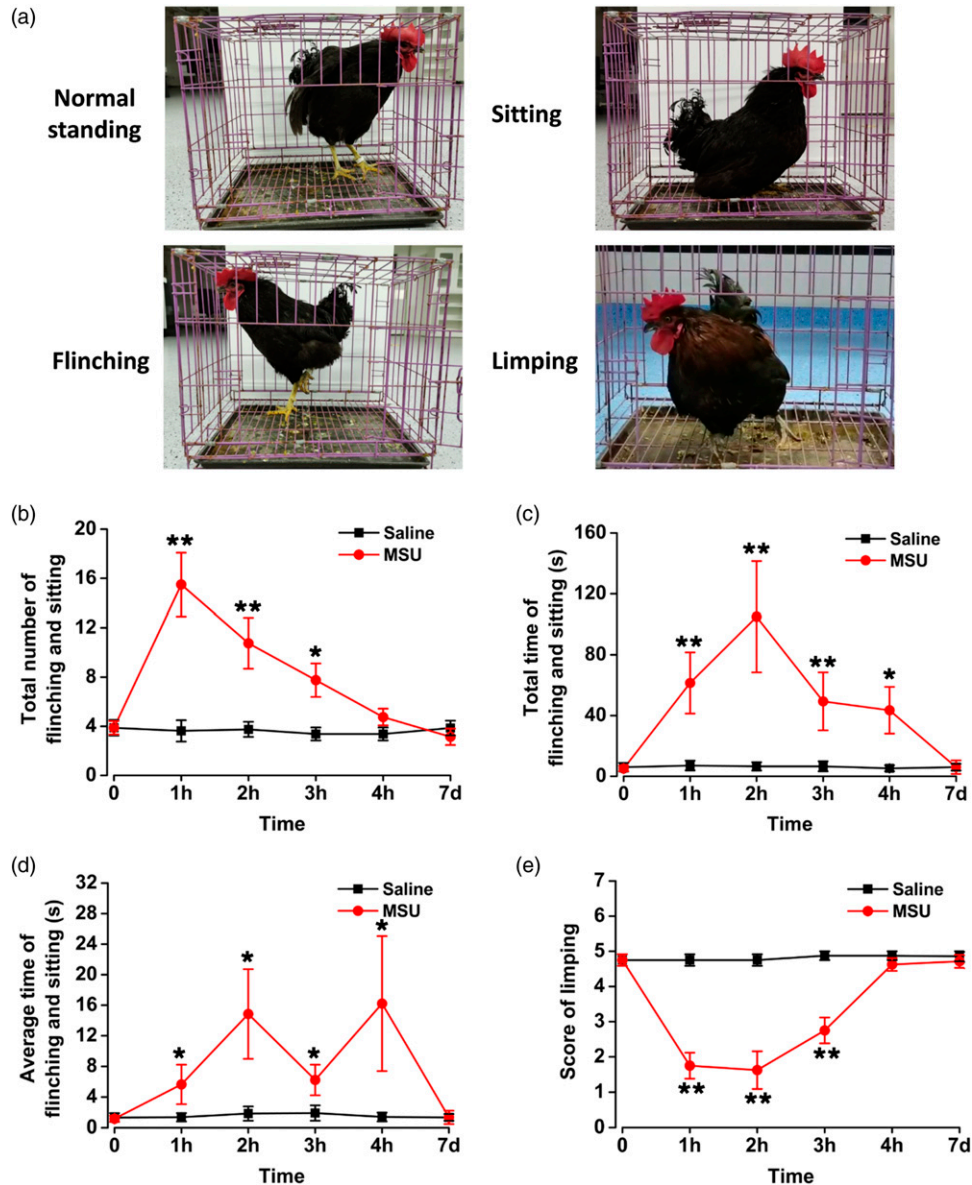 (a)
Normal
standing
Sitting
Flinching
Limping
(b)
Total number of
flinching and sitting
20
16
12
8
4
0
Saline
MSU
**
**
*
0 1h 2h 3h 4h 7d
Time
(c)
Total time of
flinching and sitting (s)
160
120
80
40
0
Saline
MSU
**
**
**
*
0 1h 2h 3h 4h 7d
Time
(d)
Average time of
flinching and sitting (s)
32
28
24
20
16
12
8
4
0
Saline
MSU
*
*
*
*
0 1h 2h 3h 4h 7d
Time
(e)
Score of limping
7
6
5
4
3
2
1
0
Saline
MSU
**
**
**
0 1h 2h 3h 4h 7d
Time